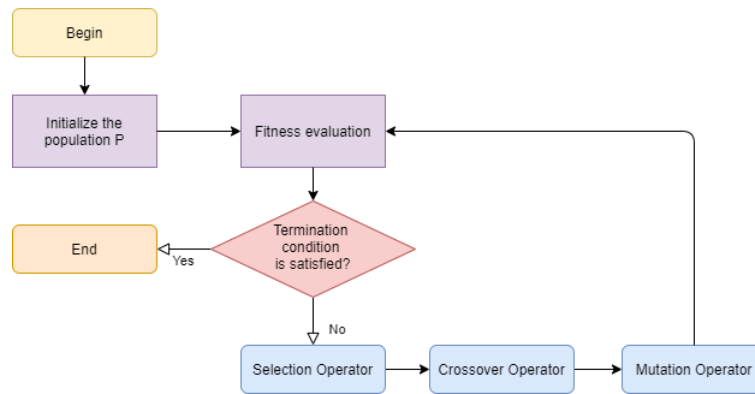 Begin
Initialize the
population P
Fitness evaluation
Termination
condition
is satisfied?
End
Yes
No
Selection Operator
Crossover Operator
Mutation Operator